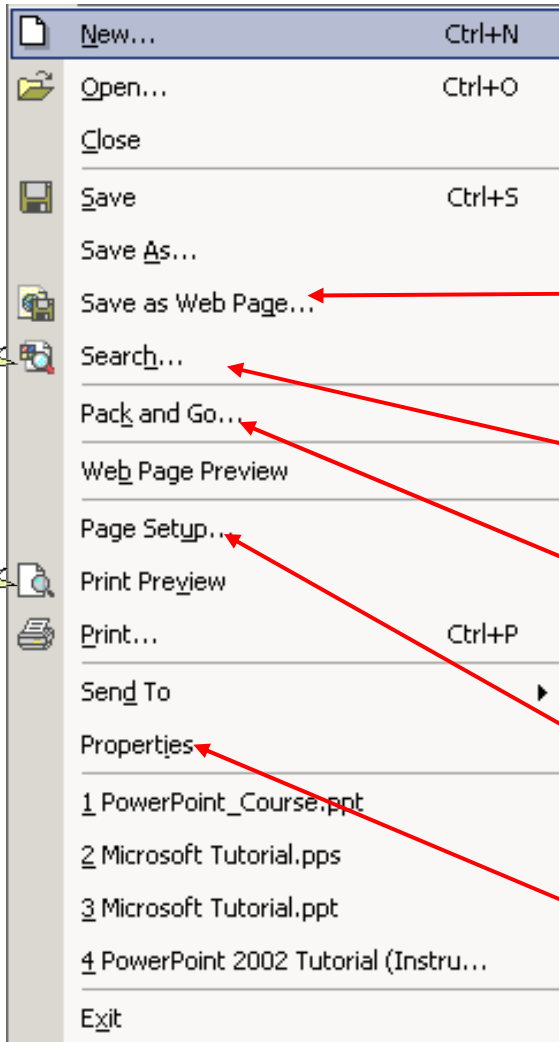 New... Ctrl+N
Open... Ctrl+O
Close
Save Ctrl+S
Save As...
Save as Web Page...
Search...
Pack and Go...
Web Page Preview
Page Setup...
Print Preview
Print... Ctrl+P
Send To
Properties
1 PowerPoint_Course.ppt
2 Microsoft Tutorial.pps
3 Microsoft Tutorial.ppt
4 PowerPoint 2002 Tutorial (Instru...
Exit